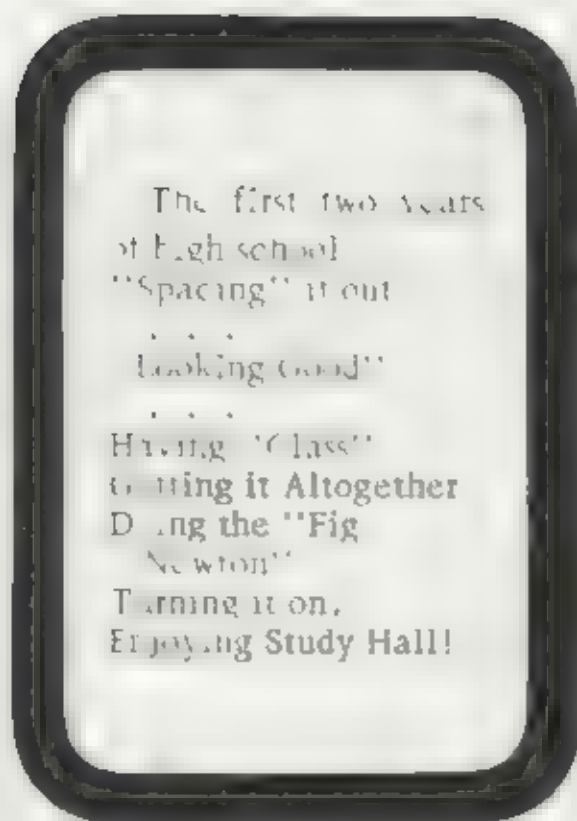 The first two years
of high school
"Spacing" it out
. . .
"Looking Good"
. . .
Having "Class"
Getting it Altogether
Doing the "Fig
Newton"
Turning it on.
Enjoying Study Hall!